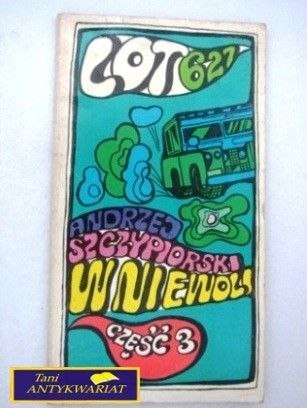 LOT 627
ANDRZEJ
SZCZYPIORSKI
W NIEWOLI
CZĘŚĆ 3
Tani
ANTYKWARIAT